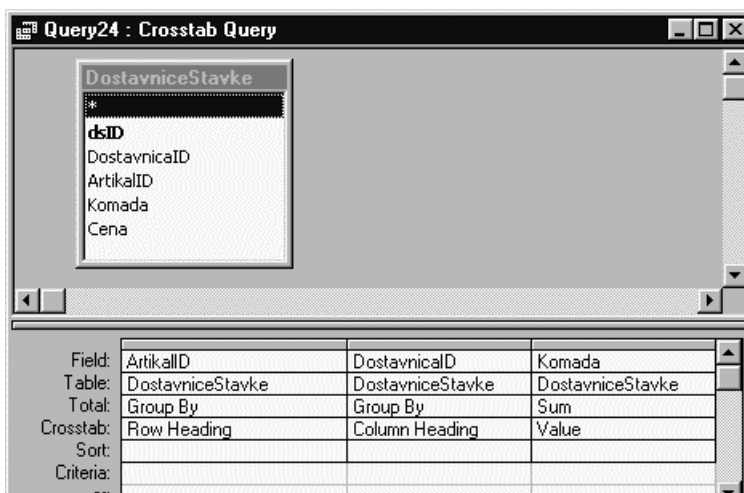 Query24 : Crosstab Query
DostavniceStavke
*
dsID
DostavnicaID
ArtikalID
Komada
Cena
Field: ArtikalID DostavnicaID Komada
Table: DostavniceStavke DostavniceStavke DostavniceStavke
Total: Group By Group By Sum
Crosstab: Row Heading Column Heading Value
Sort:
Criteria: